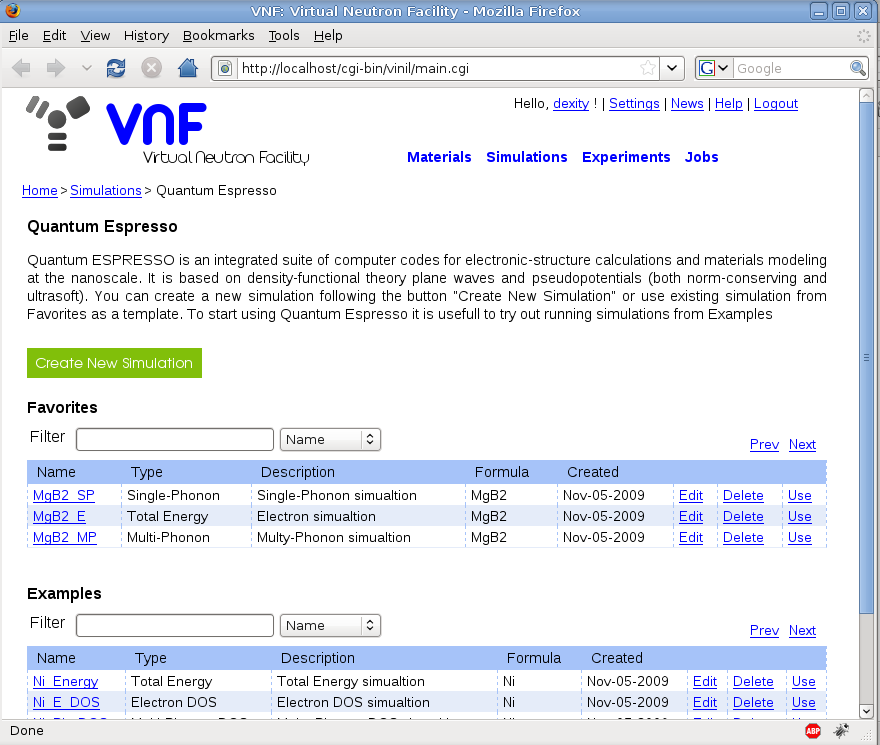 VNF: Virtual Neutron Facility - Mozilla Firefox
File Edit View History Bookmarks Tools Help
http://localhost/cgi-bin/vinil/main.cgi
G Google
Hello, dexity ! | Settings | News | Help | Logout
VNF
Virtual Neutron Facility
Materials Simulations Experiments Jobs
Home > Simulations > Quantum Espresso
Quantum Espresso
Quantum ESPRESSO is an integrated suite of computer codes for electronic-structure calculations and materials modeling
at the nanoscale. It is based on density-functional theory plane waves and pseudopotentials (both norm-conserving and
ultrasoft). You can create a new simulation following the button "Create New Simulation" or use existing simulation from
Favorites as a template. To start using Quantum Espresso it is usefull to try out running simulations from Examples
Create New Simulation
Favorites
Filter Name
Prev Next
Name Type Description Formula Created
MgB2_SP Single-Phonon Single-Phonon simualtion MgB2 Nov-05-2009 Edit Delete Use
MgB2_E Total Energy Electron simualtion MgB2 Nov-05-2009 Edit Delete Use
MgB2_MP Multi-Phonon Multy-Phonon simualtion MgB2 Nov-05-2009 Edit Delete Use
Examples
Filter Name
Prev Next
Name Type Description Formula Created
Ni_Energy Total Energy Total Energy simualtion Ni Nov-05-2009 Edit Delete Use
Ni_E_DOS Electron DOS Electron DOS simualtion Ni Nov-05-2009 Edit Delete Use
Done
ABP